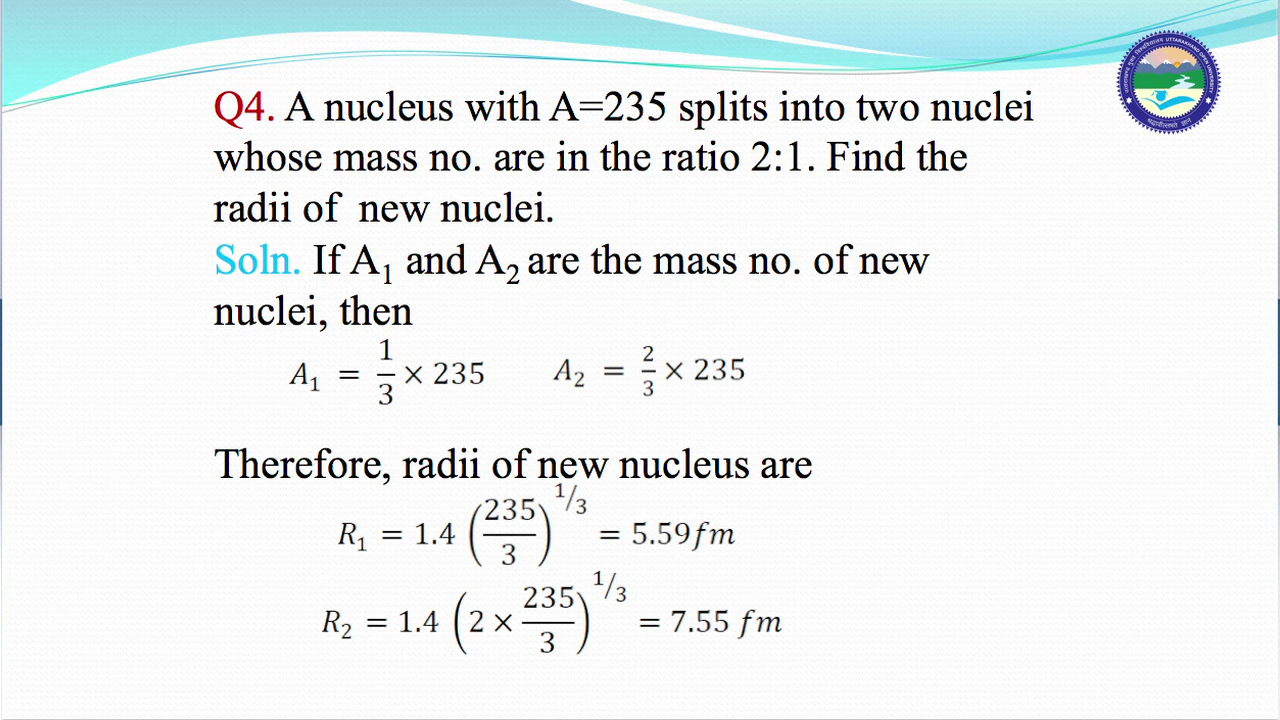 Q4. A nucleus with A=235 splits into two nuclei
whose mass no. are in the ratio 2:1. Find the
radii of new nuclei.
Soln. If A₁ and A₂ are the mass no. of new
nuclei, then
A₁ = 1/3 × 235    A₂ = 2/3 × 235
Therefore, radii of new nucleus are
R₁ = 1.4 (235/3)^1/3 = 5.59fm
R₂ = 1.4 (2 × 235/3)^1/3 = 7.55 fm
UTTARAKHAND OPEN UNIVERSITY